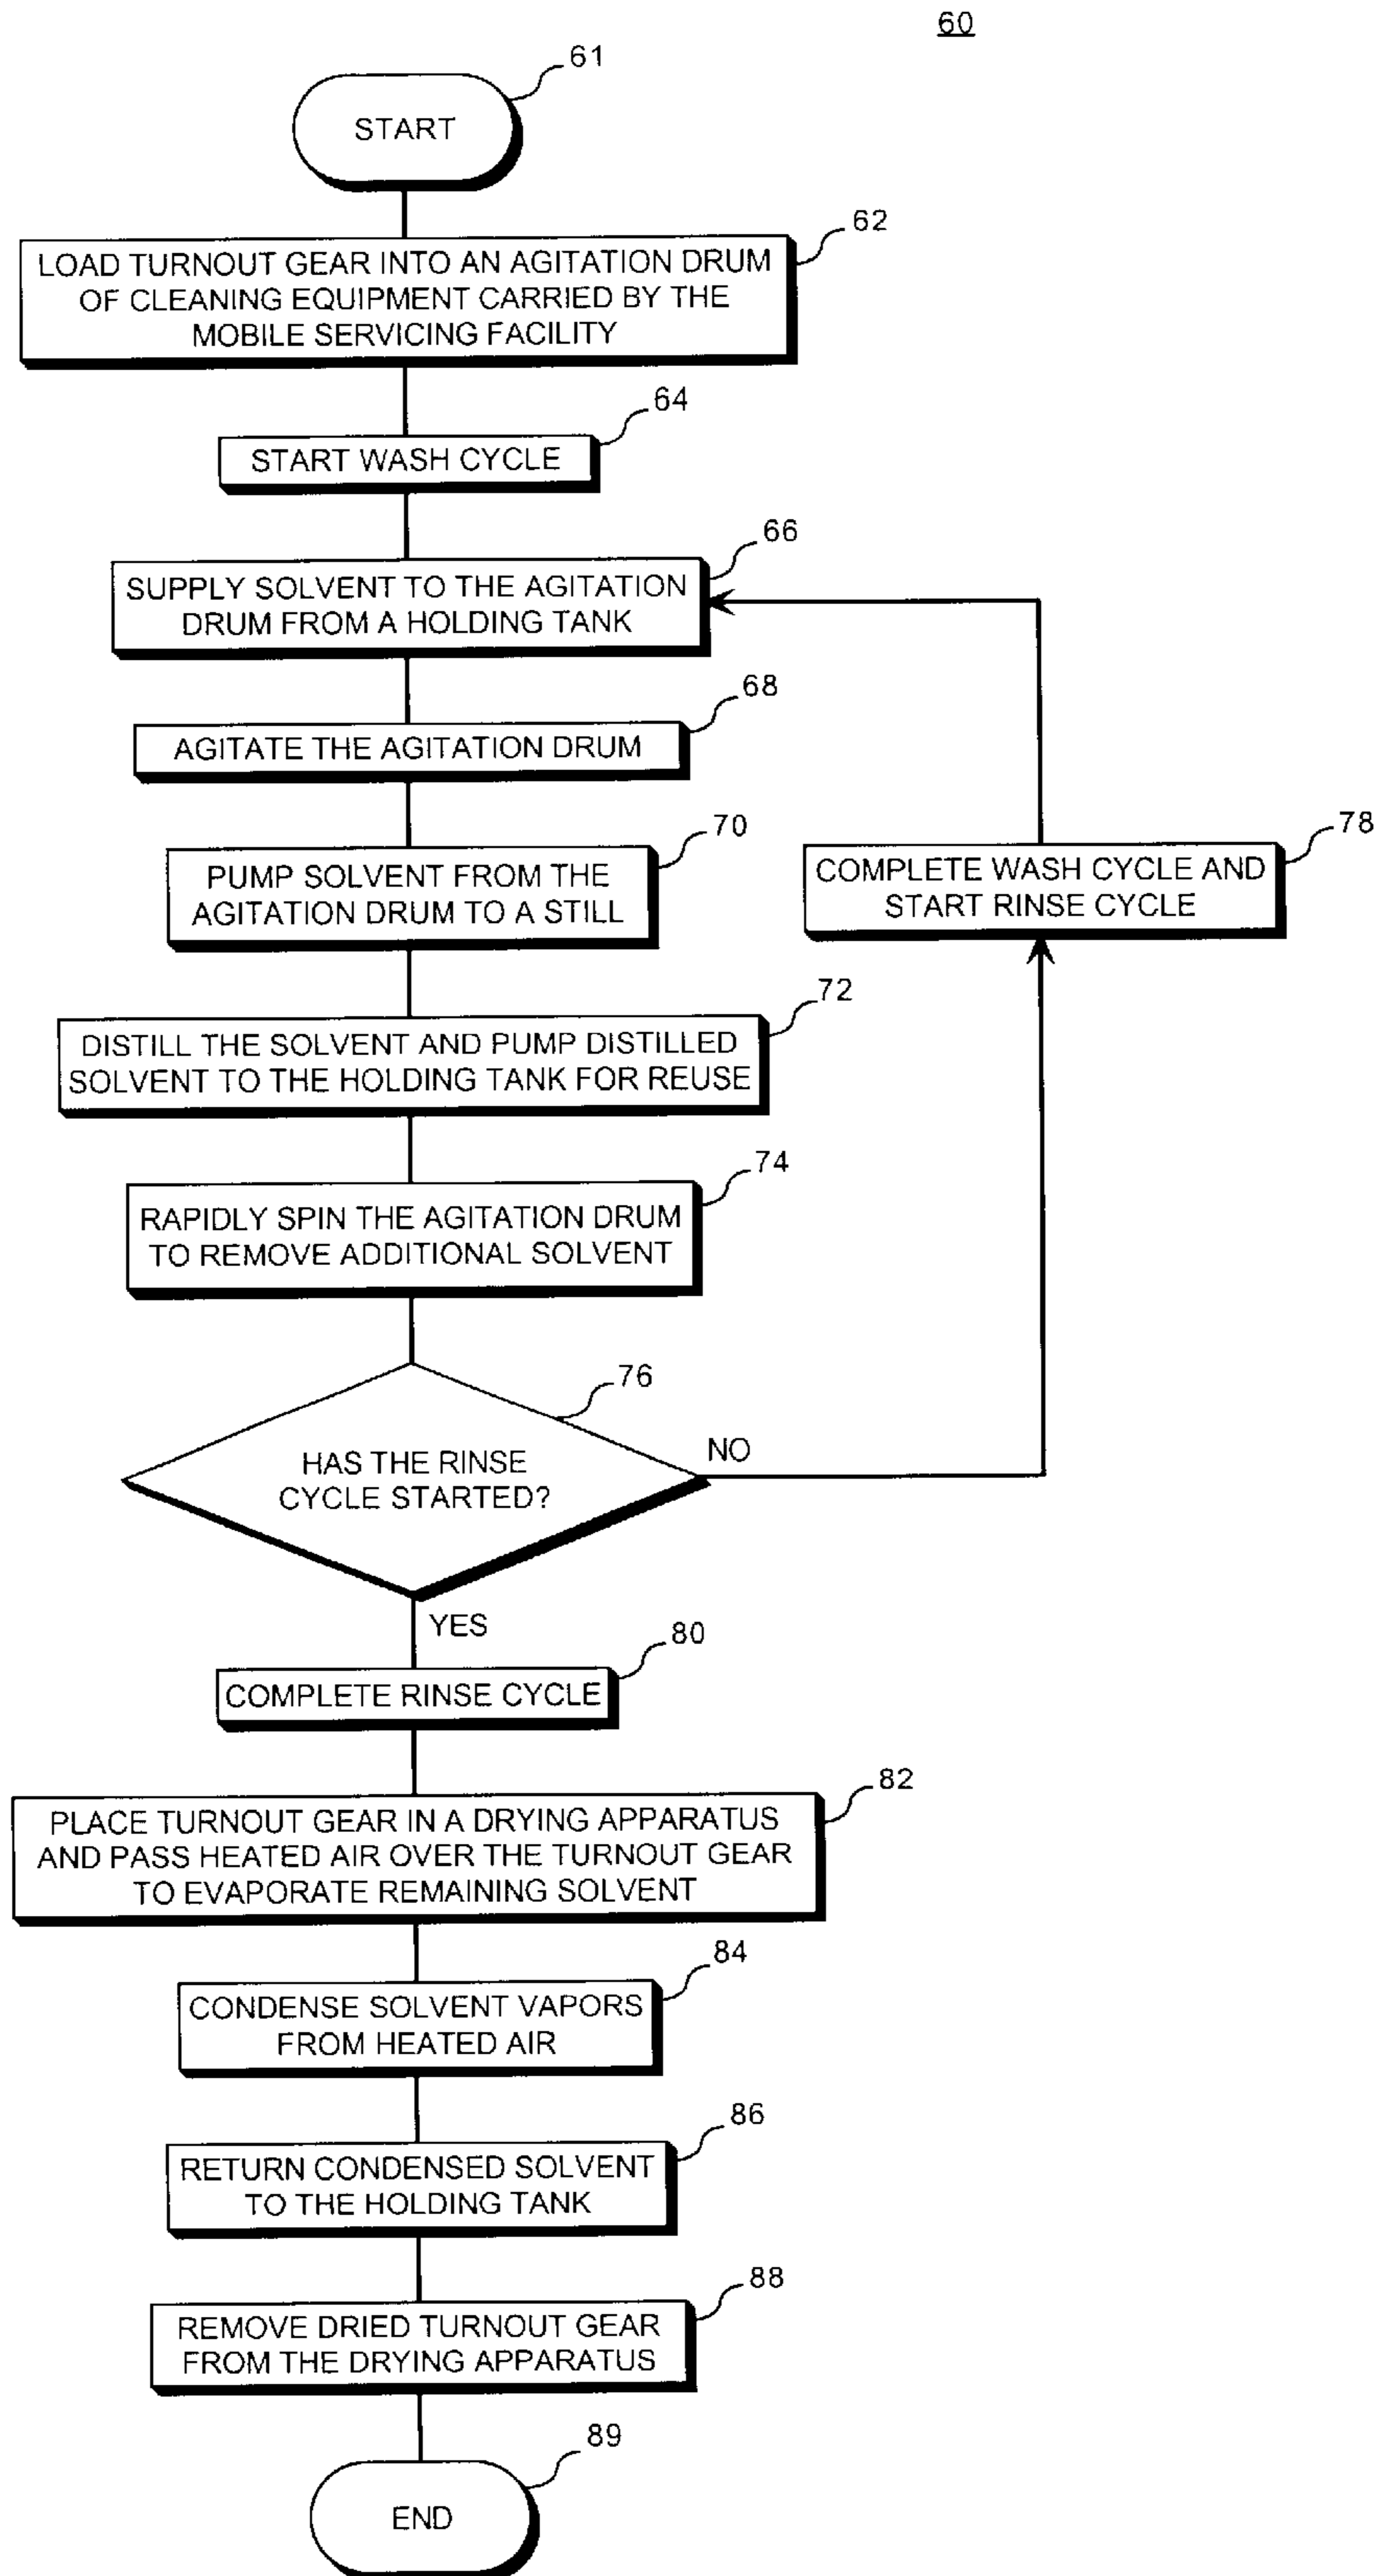 60
61
START
62
LOAD TURNOUT GEAR INTO AN AGITATION DRUM
OF CLEANING EQUIPMENT CARRIED BY THE
MOBILE SERVICING FACILITY
64
START WASH CYCLE
66
SUPPLY SOLVENT TO THE AGITATION
DRUM FROM A HOLDING TANK
68
AGITATE THE AGITATION DRUM
70
PUMP SOLVENT FROM THE
AGITATION DRUM TO A STILL
78
COMPLETE WASH CYCLE AND
START RINSE CYCLE
72
DISTILL THE SOLVENT AND PUMP DISTILLED
SOLVENT TO THE HOLDING TANK FOR REUSE
74
RAPIDLY SPIN THE AGITATION DRUM
TO REMOVE ADDITIONAL SOLVENT
76
HAS THE RINSE
CYCLE STARTED?
NO
YES
80
COMPLETE RINSE CYCLE
82
PLACE TURNOUT GEAR IN A DRYING APPARATUS
AND PASS HEATED AIR OVER THE TURNOUT GEAR
TO EVAPORATE REMAINING SOLVENT
84
CONDENSE SOLVENT VAPORS
FROM HEATED AIR
86
RETURN CONDENSED SOLVENT
TO THE HOLDING TANK
88
REMOVE DRIED TURNOUT GEAR
FROM THE DRYING APPARATUS
89
END